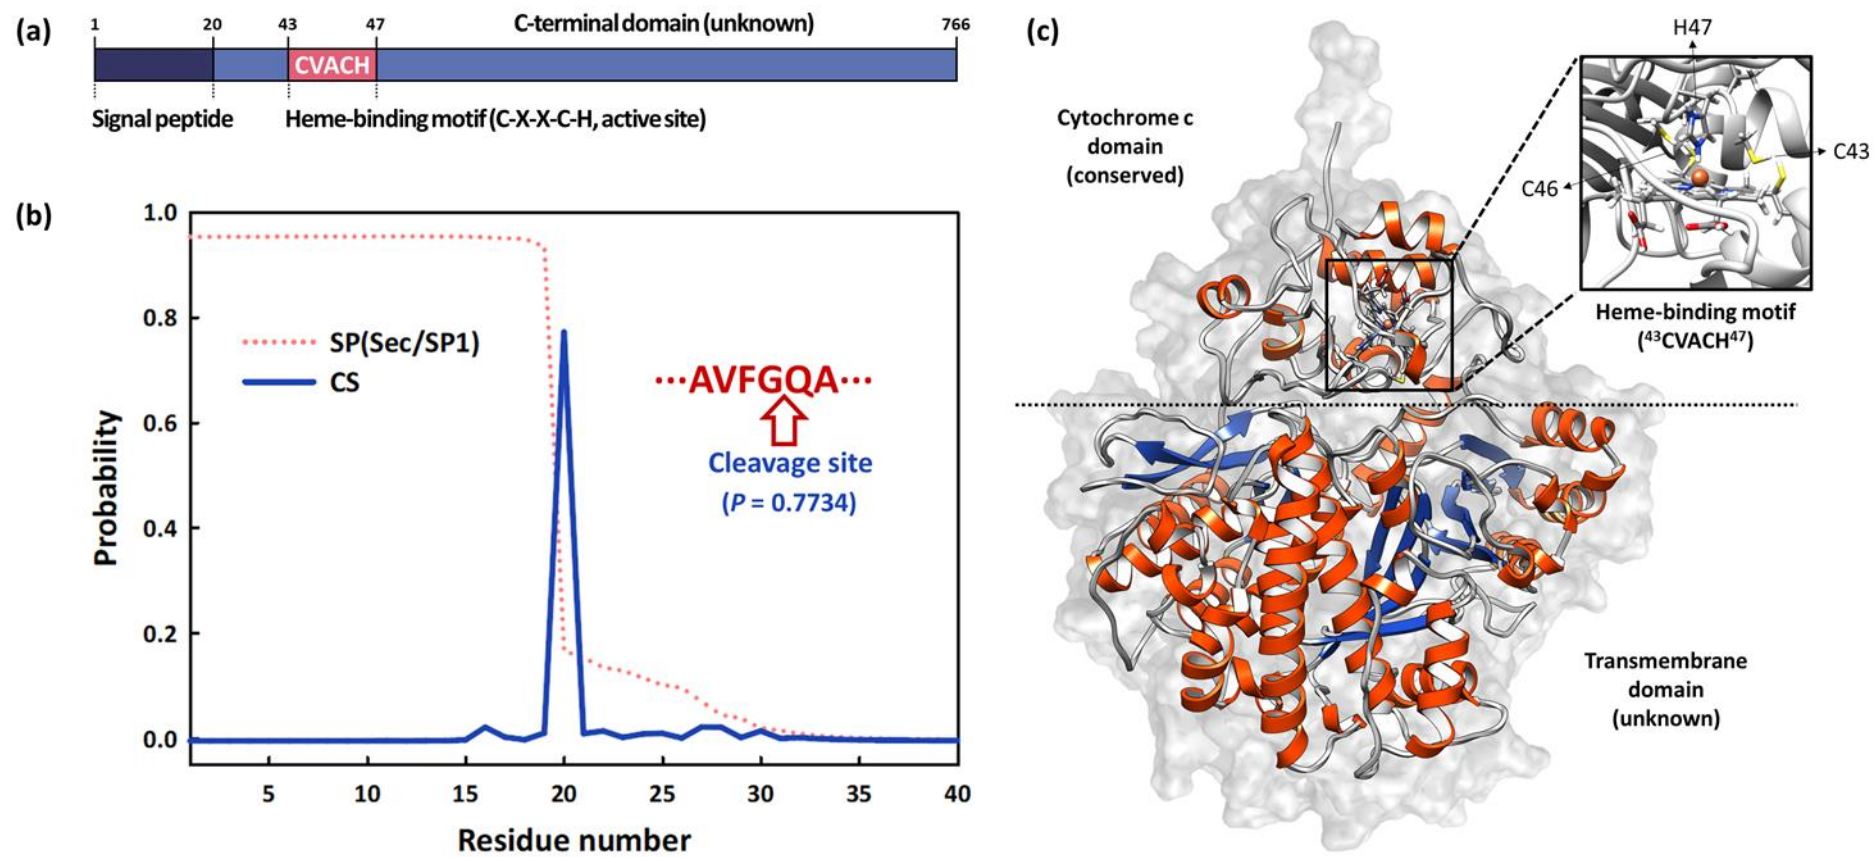 (a)
1 20 43 47 C-terminal domain (unknown) 766
CVACH
Signal peptide Heme-binding motif (C-X-X-C-H, active site)
(b)
Probability
1.0
0.8
0.6
0.4
0.2
0.0
SP(Sec/SP1)
CS
···AVFGQA···
Cleavage site
(P = 0.7734)
5 10 15 20 25 30 35 40
Residue number
(c)
Cytochrome c
domain
(conserved)
H47
C43
C46
Heme-binding motif
(⁴³CVACH⁴⁷)
Transmembrane
domain
(unknown)